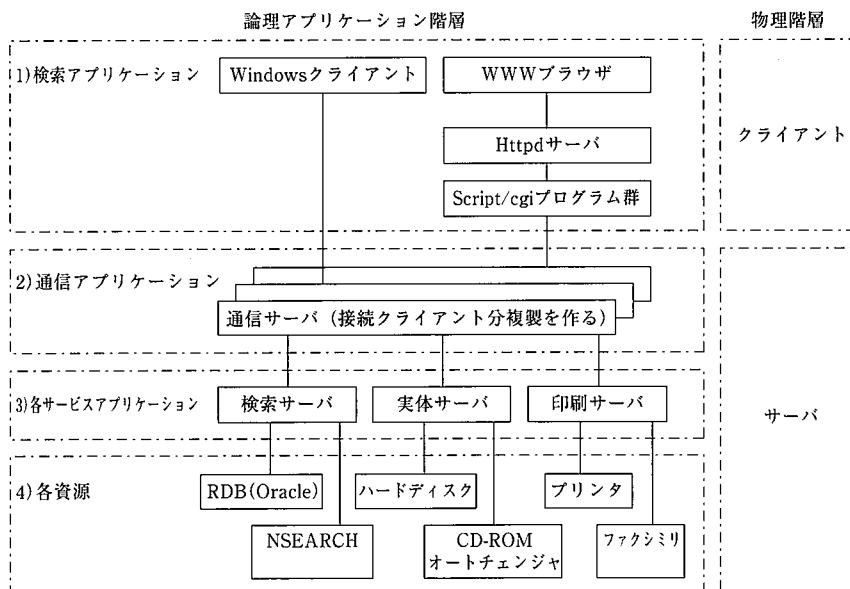 論理アプリケーション階層
物理階層
1)検索アプリケーション
Windowsクライアント
WWWブラウザ
Httpdサーバ
Script/cgiプログラム群
クライアント
2)通信アプリケーション
通信サーバ（接続クライアント分複製を作る）
3)各サービスアプリケーション
検索サーバ
実体サーバ
印刷サーバ
サーバ
4)各資源
RDB(Oracle)
ハードディスク
プリンタ
NSEARCH
CD-ROM
オートチェンジャ
ファクシミリ